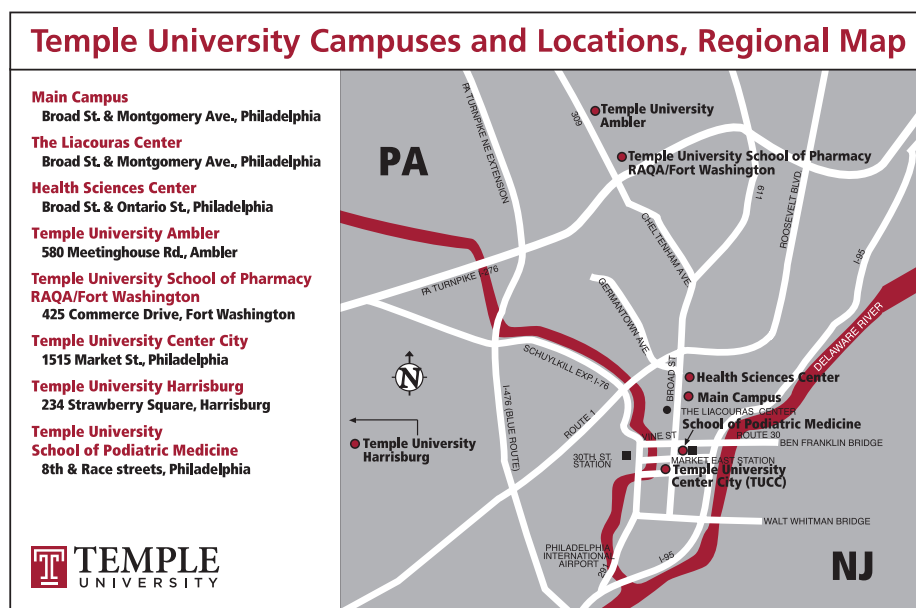 Temple University Campuses and Locations, Regional Map
Main Campus
Broad St. & Montgomery Ave., Philadelphia
The Liacouras Center
Broad St. & Montgomery Ave., Philadelphia
Health Sciences Center
Broad St. & Ontario St., Philadelphia
Temple University Ambler
580 Meetinghouse Rd., Ambler
Temple University School of Pharmacy
RAQA/Fort Washington
425 Commerce Drive, Fort Washington
Temple University Center City
1515 Market St., Philadelphia
Temple University Harrisburg
234 Strawberry Square, Harrisburg
Temple University
School of Podiatric Medicine
8th & Race streets, Philadelphia
T TEMPLE
UNIVERSITY
PA TURNPIKE NE EXTENSION
309
Temple University
Ambler
PA
Temple University School of Pharmacy
RAQA/Fort Washington
611
ROOSEVELT BLVD.
I-95
CHELTENHAM AVE.
PA TURNPIKE I-276
GERMANTOWN AVE
DELAWARE RIVER
SCHUYLKILL EXP. I-76
N
BROAD ST
Health Sciences Center
Main Campus
THE LIACOURAS CENTER
I-476 (BLUE ROUTE)
ROUTE 1
School of Podiatric Medicine
VINE ST
ROUTE 30
BEN FRANKLIN BRIDGE
Temple University
Harrisburg
30TH. ST.
STATION
MARKET EAST STATION
Temple University
Center City (TUCC)
WALT WHITMAN BRIDGE
PHILADELPHIA
INTERNATIONAL
AIRPORT
291
I-95
NJ